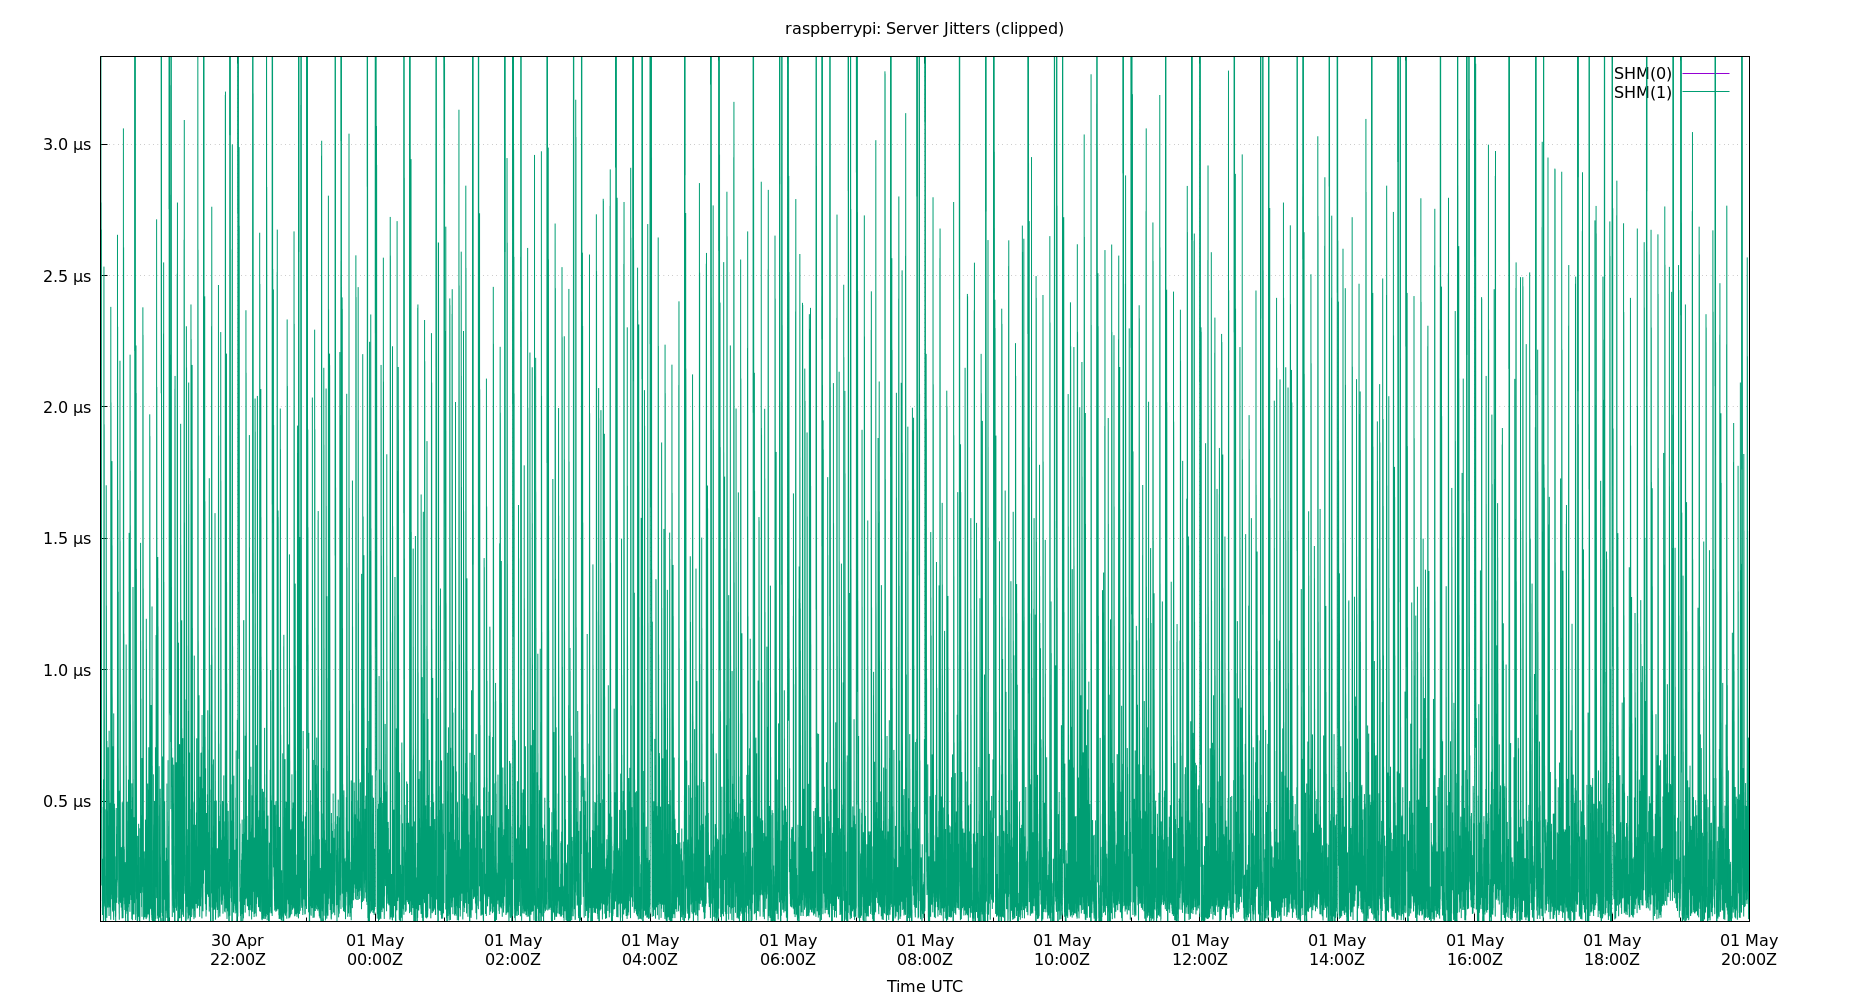 raspberrypi: Server Jitters (clipped)
SHM(0)
SHM(1)
3.0 μs
2.5 μs
2.0 μs
1.5 μs
1.0 μs
0.5 μs
30 Apr 01 May 01 May 01 May 01 May 01 May 01 May 01 May 01 May 01 May 01 May 01 May
22:00Z 00:00Z 02:00Z 04:00Z 06:00Z 08:00Z 10:00Z 12:00Z 14:00Z 16:00Z 18:00Z 20:00Z
Time UTC